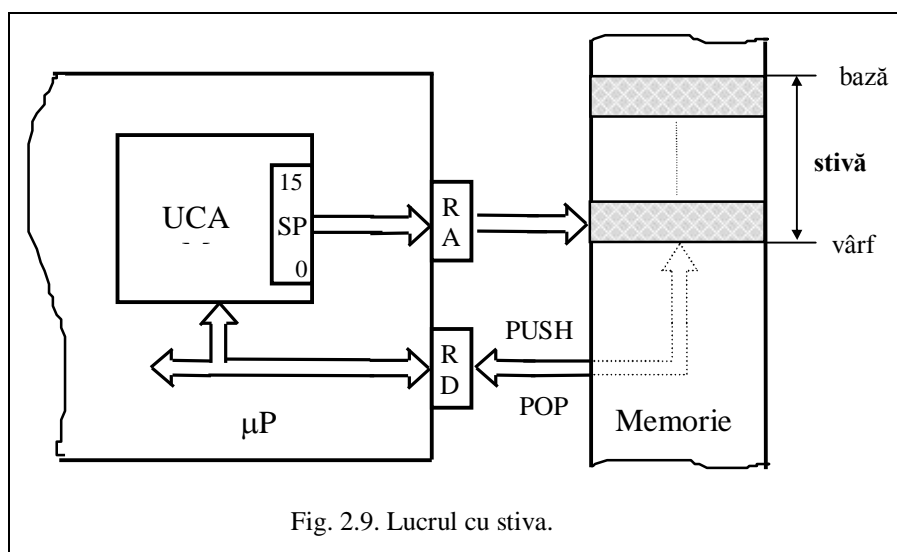 bază
stivă
vârf
15
UCA
SP
0
R
A
R
D
PUSH
POP
μP
Memorie
Fig. 2.9. Lucrul cu stiva.